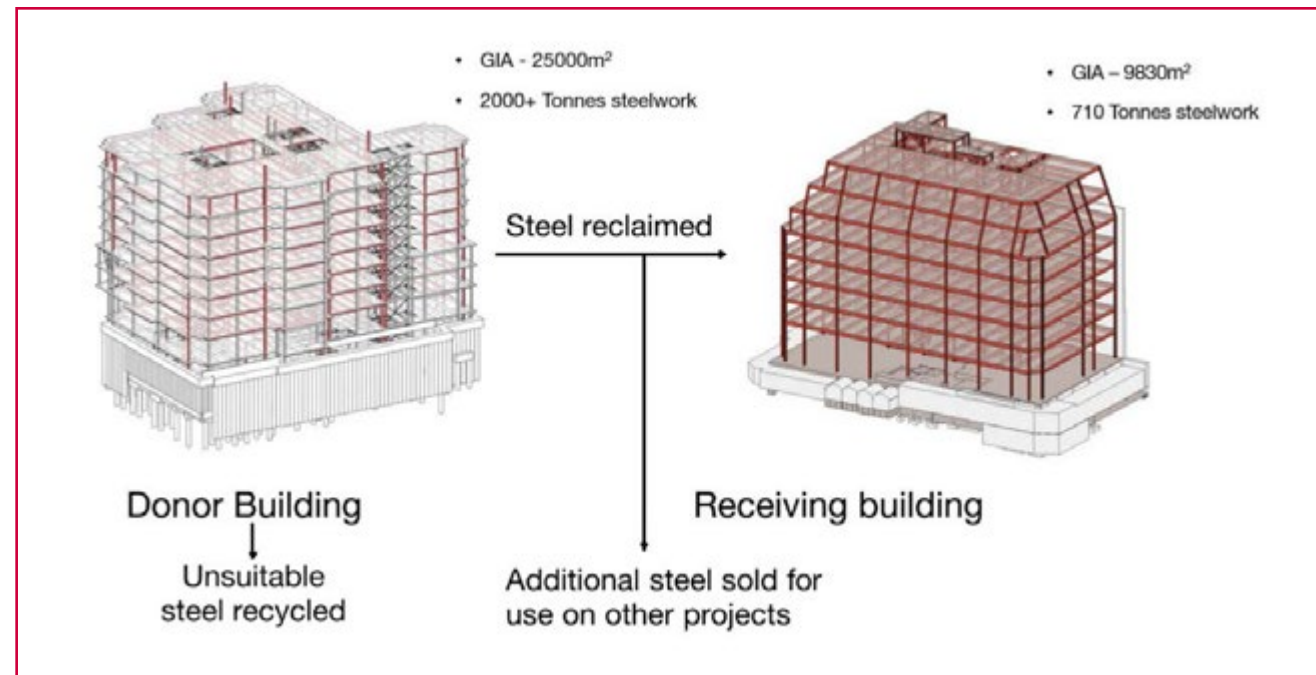 • GIA - 25000m²
• 2000+ Tonnes steelwork
• GIA – 9830m²
• 710 Tonnes steelwork
Steel reclaimed
Donor Building
Receiving building
Unsuitable
steel recycled
Additional steel sold for
use on other projects